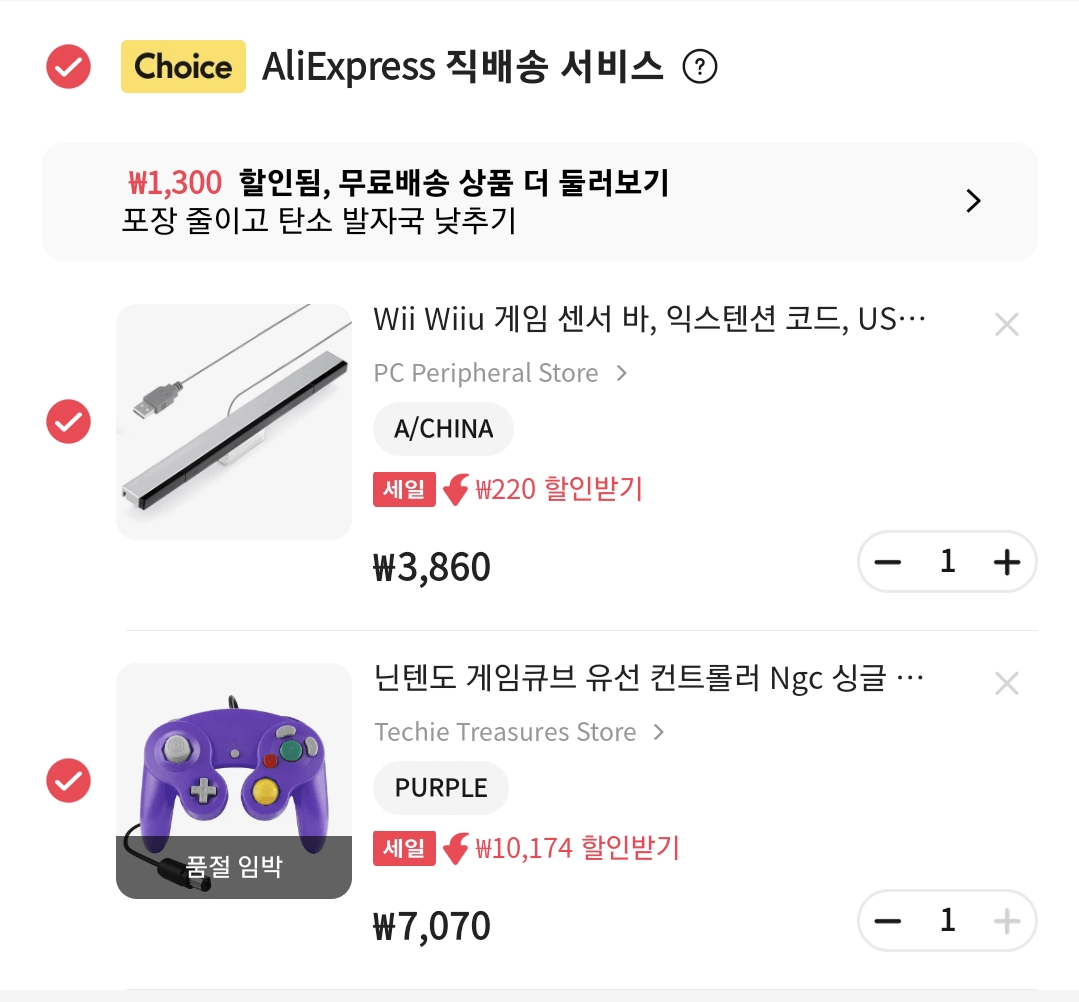 Choice AliExpress 직배송 서비스 ?
₩1,300 할인됨, 무료배송 상품 더 둘러보기
포장 줄이고 탄소 발자국 낮추기
Wii Wiiu 게임 센서 바, 익스텐션 코드, US…
PC Peripheral Store >
A/CHINA
세일 ₩220 할인받기
₩3,860
1
닌텐도 게임큐브 유선 컨트롤러 Ngc 싱글 …
Techie Treasures Store >
PURPLE
세일 ₩10,174 할인받기
품절 임박
₩7,070
1